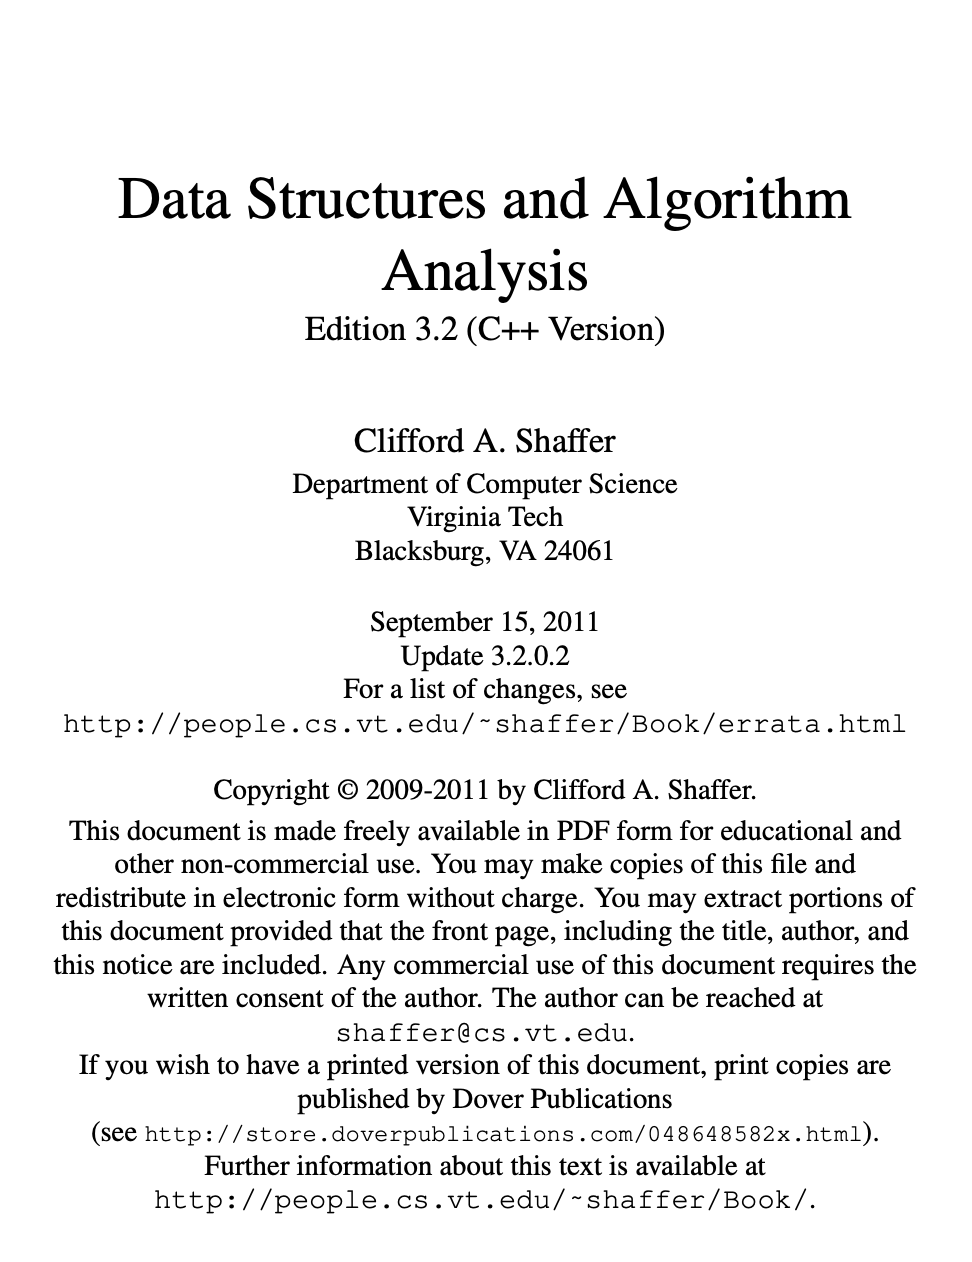 Data Structures and Algorithm
Analysis
Edition 3.2 (C++ Version)
Clifford A. Shaffer
Department of Computer Science
Virginia Tech
Blacksburg, VA 24061
September 15, 2011
Update 3.2.0.2
For a list of changes, see
http://people.cs.vt.edu/~shaffer/Book/errata.html
Copyright © 2009-2011 by Clifford A. Shaffer.
This document is made freely available in PDF form for educational and
other non-commercial use. You may make copies of this file and
redistribute in electronic form without charge. You may extract portions of
this document provided that the front page, including the title, author, and
this notice are included. Any commercial use of this document requires the
written consent of the author. The author can be reached at
shaffer@cs.vt.edu.
If you wish to have a printed version of this document, print copies are
published by Dover Publications
(see http://store.doverpublications.com/048648582x.html).
Further information about this text is available at
http://people.cs.vt.edu/~shaffer/Book/.